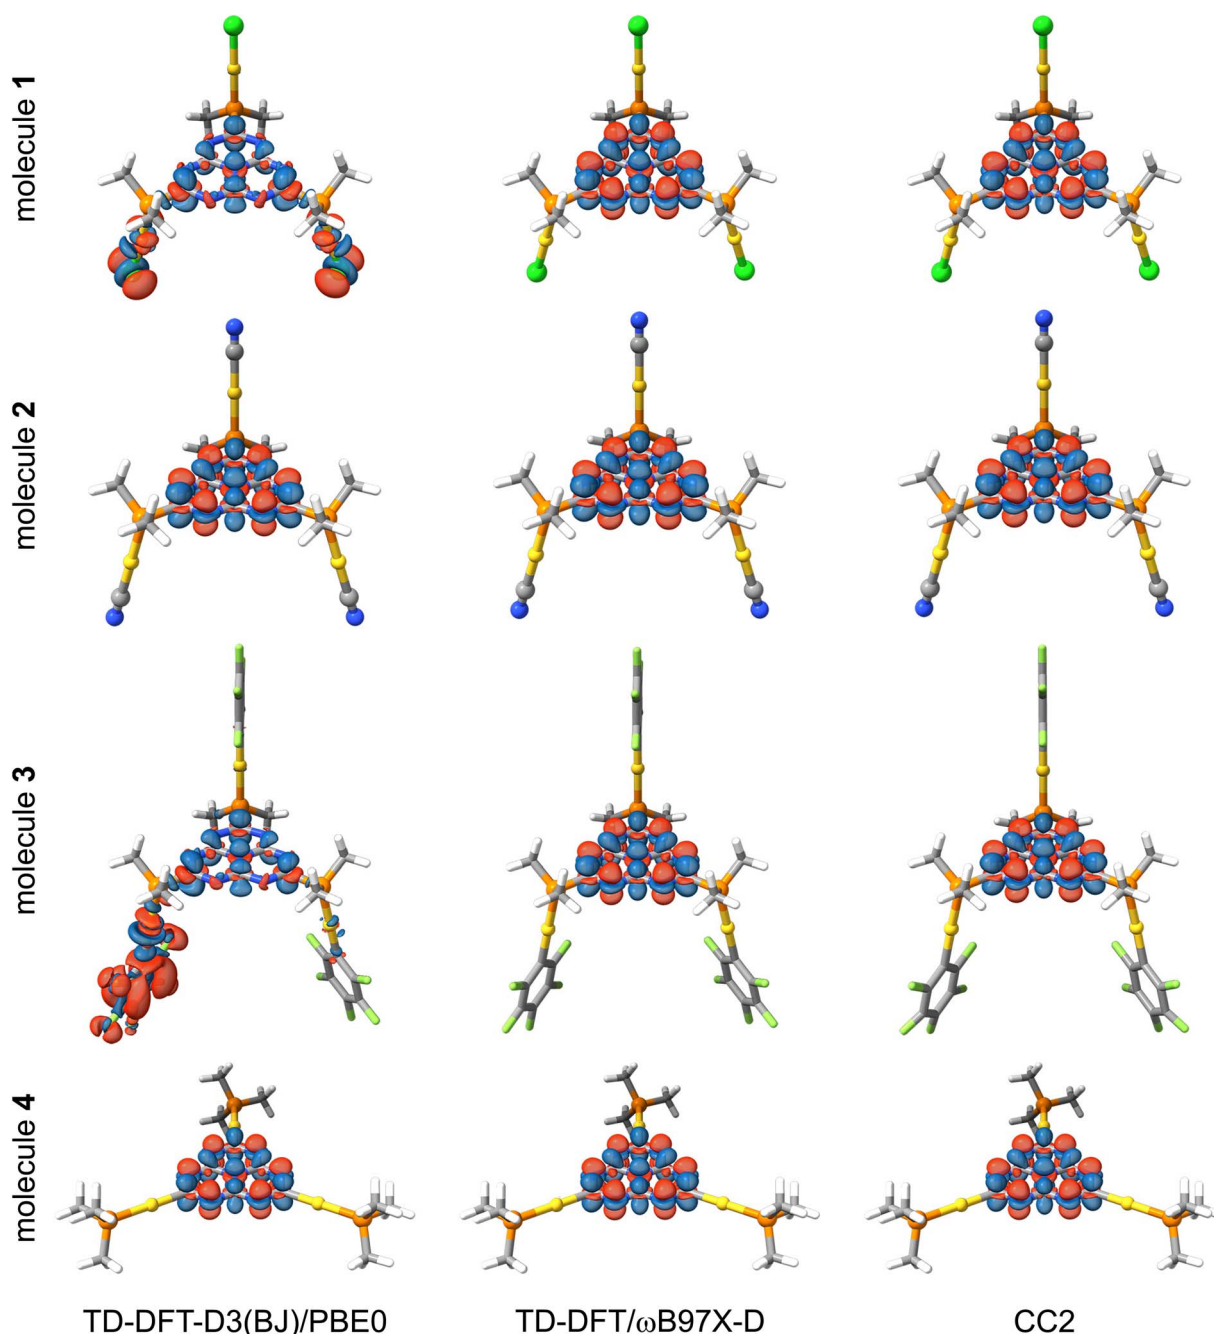 molecule 1
molecule 2
molecule 3
molecule 4
TD-DFT-D3(BJ)/PBE0
TD-DFT/ωB97X-D
CC2